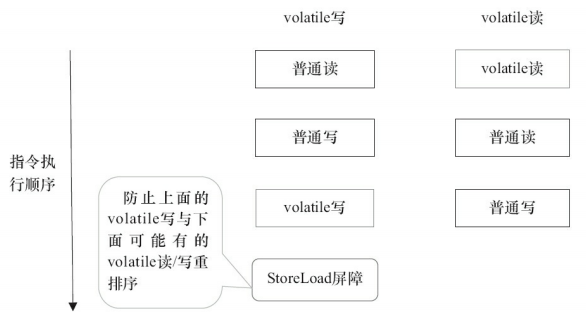 volatile写
volatile读
普通读
volatile读
普通写
普通读
指令执
行顺序
防止上面的
volatile写与下
面可能有的
volatile读/写重
排序
volatile写
普通写
StoreLoad屏障